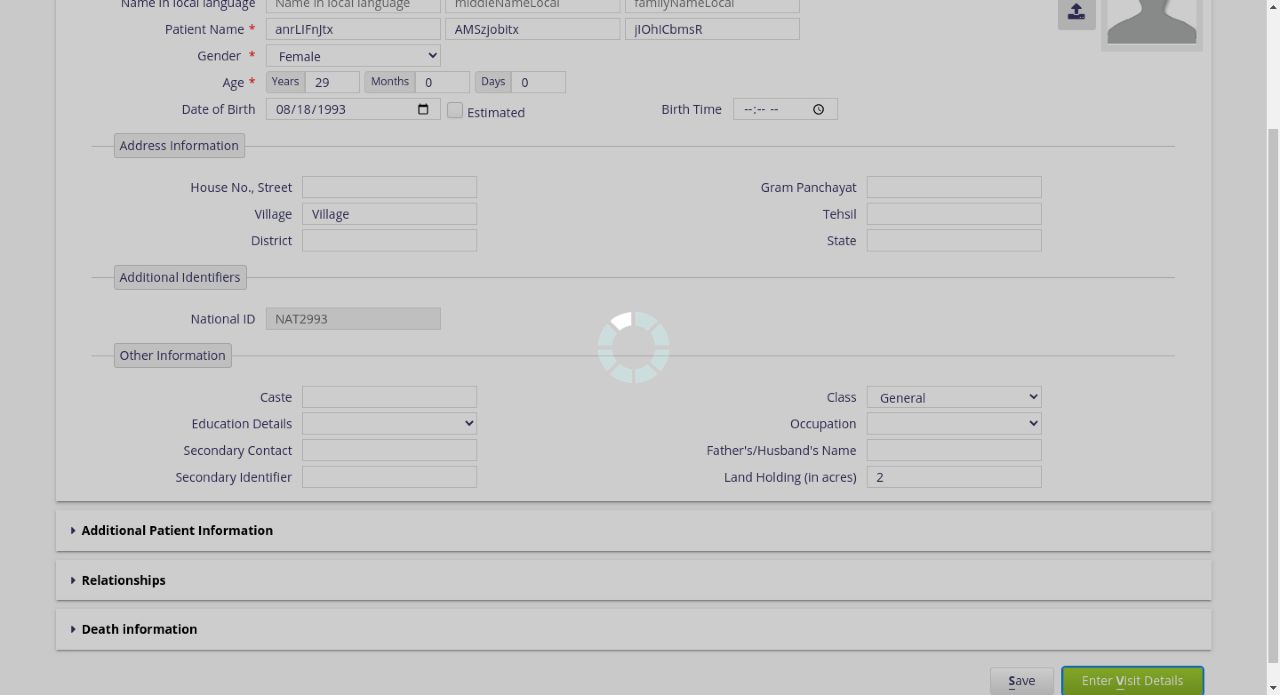 Name in local language Name in local language middleNameLocal familyNameLocal
Patient Name * anrLIFnJtx AMSzJobitx jIOhiCbmsR
Gender * Female
Age * Years 29 Months 0 Days 0
Date of Birth 08/18/1993 Estimated Birth Time --:-- --
Address Information
House No., Street Gram Panchayat
Village Village Tehsil
District State
Additional Identifiers
National ID NAT2993
Other Information
Caste Class General
Education Details Occupation
Secondary Contact Father's/Husband's Name
Secondary Identifier Land Holding (in acres) 2
Additional Patient Information
Relationships
Death information
Save Enter Visit Details